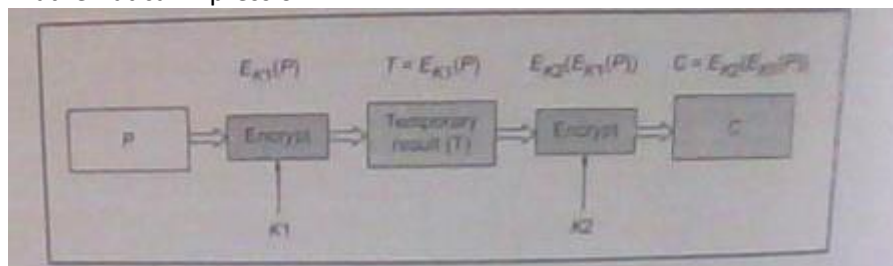 E_K1(P) T = E_K1(P) E_K2(E_K1(P)) C = E_K2(E_K1(P))
P Encrypt Temporary result (T) Encrypt C
K1 K2